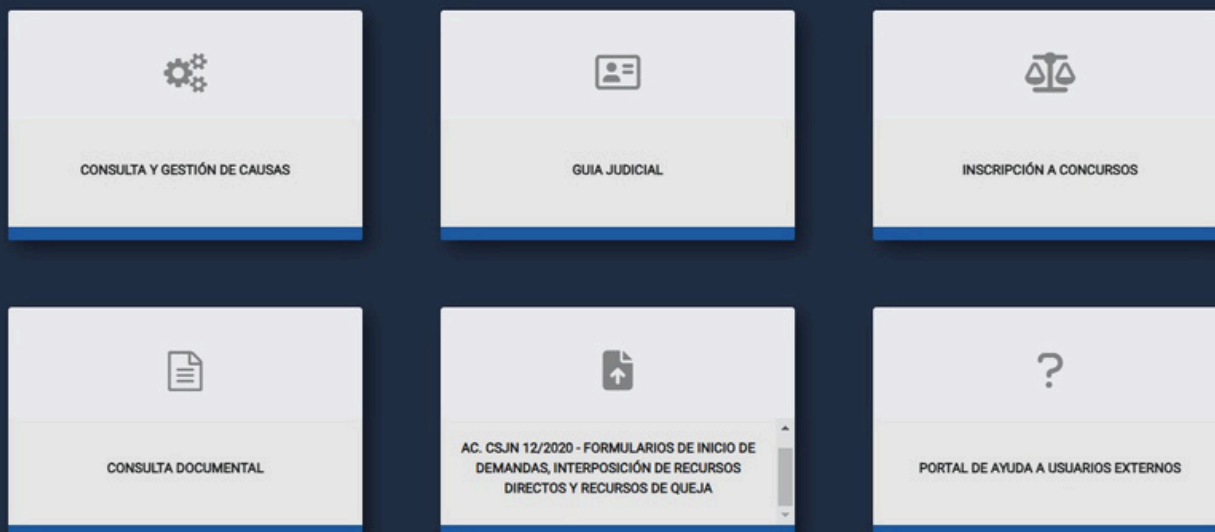 CONSULTA Y GESTIÓN DE CAUSAS
GUIA JUDICIAL
INSCRIPCIÓN A CONCURSOS
CONSULTA DOCUMENTAL
AC. CSJN 12/2020 - FORMULARIOS DE INICIO DE
DEMANDAS, INTERPOSICIÓN DE RECURSOS
DIRECTOS Y RECURSOS DE QUEJA
PORTAL DE AYUDA A USUARIOS EXTERNOS